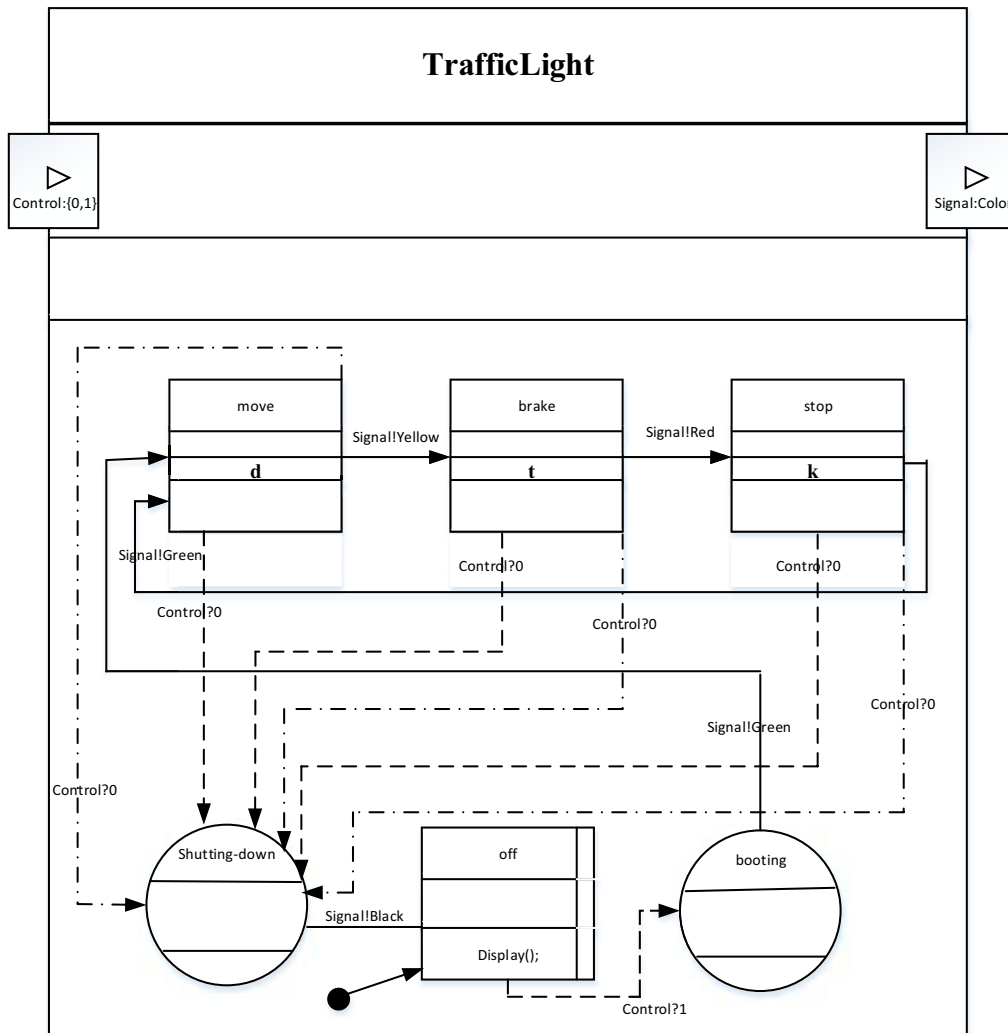 TrafficLight
Control:{0,1}
Signal:Color
move
brake
stop
Signal!Yellow
Signal!Red
d
t
k
Signal!Green
Control?0
Control?0
Control?0
Control?0
Control?0
Signal!Green
Control?0
Shutting-down
off
booting
Signal!Black
Display();
Control?1